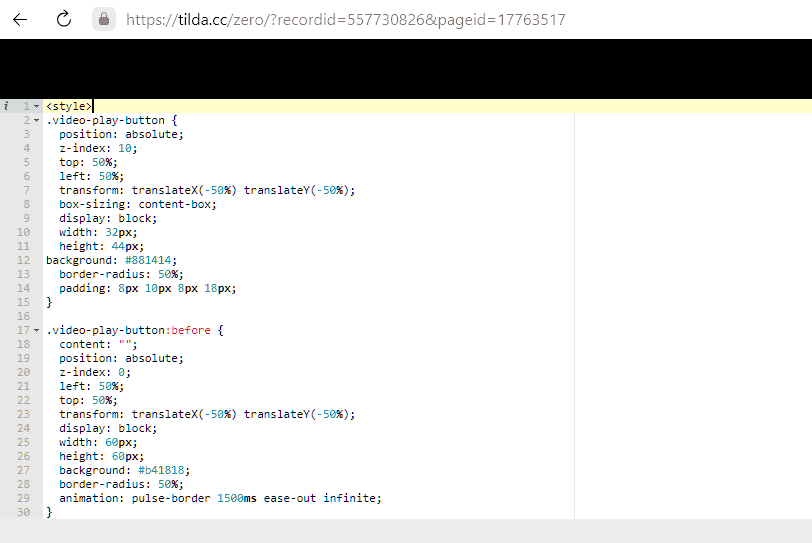 https://tilda.cc/zero/?recordid=557730826&pageid=17763517
i 1 <style>
2 .video-play-button {
3 position: absolute;
4 z-index: 10;
5 top: 50%;
6 left: 50%;
7 transform: translateX(-50%) translateY(-50%);
8 box-sizing: content-box;
9 display: block;
10 width: 32px;
11 height: 44px;
12 background: #881414;
13 border-radius: 50%;
14 padding: 8px 10px 8px 18px;
15 }
16
17 .video-play-button:before {
18 content: "";
19 position: absolute;
20 z-index: 0;
21 left: 50%;
22 top: 50%;
23 transform: translateX(-50%) translateY(-50%);
24 display: block;
25 width: 60px;
26 height: 60px;
27 background: #b41818;
28 border-radius: 50%;
29 animation: pulse-border 1500ms ease-out infinite;
30 }